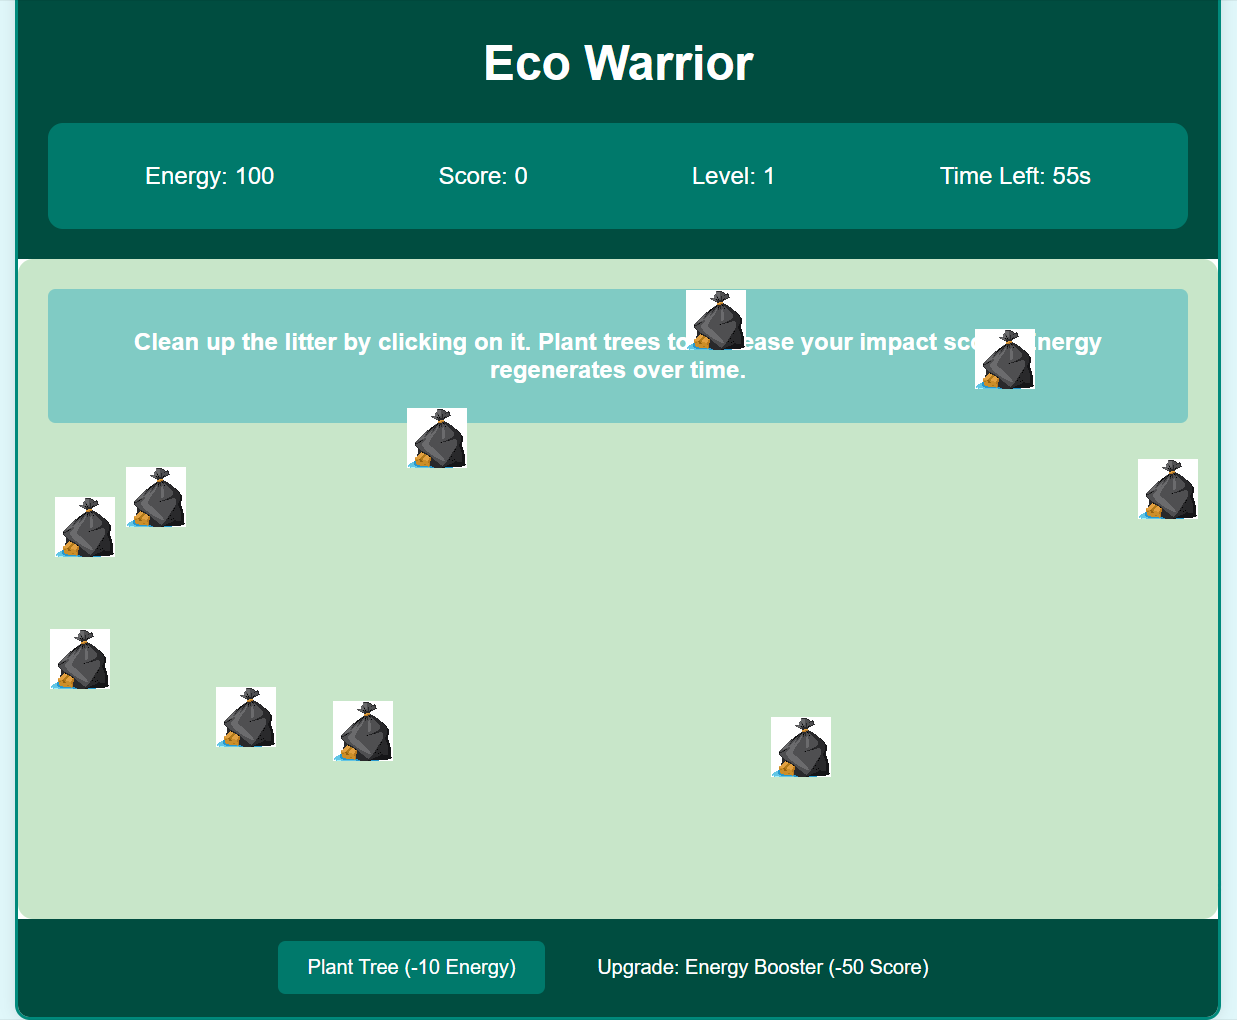 Eco Warrior
Energy: 100 Score: 0 Level: 1 Time Left: 55s
Clean up the litter by clicking on it. Plant trees to ease your impact sc nergy
regenerates over time.
Plant Tree (-10 Energy) Upgrade: Energy Booster (-50 Score)